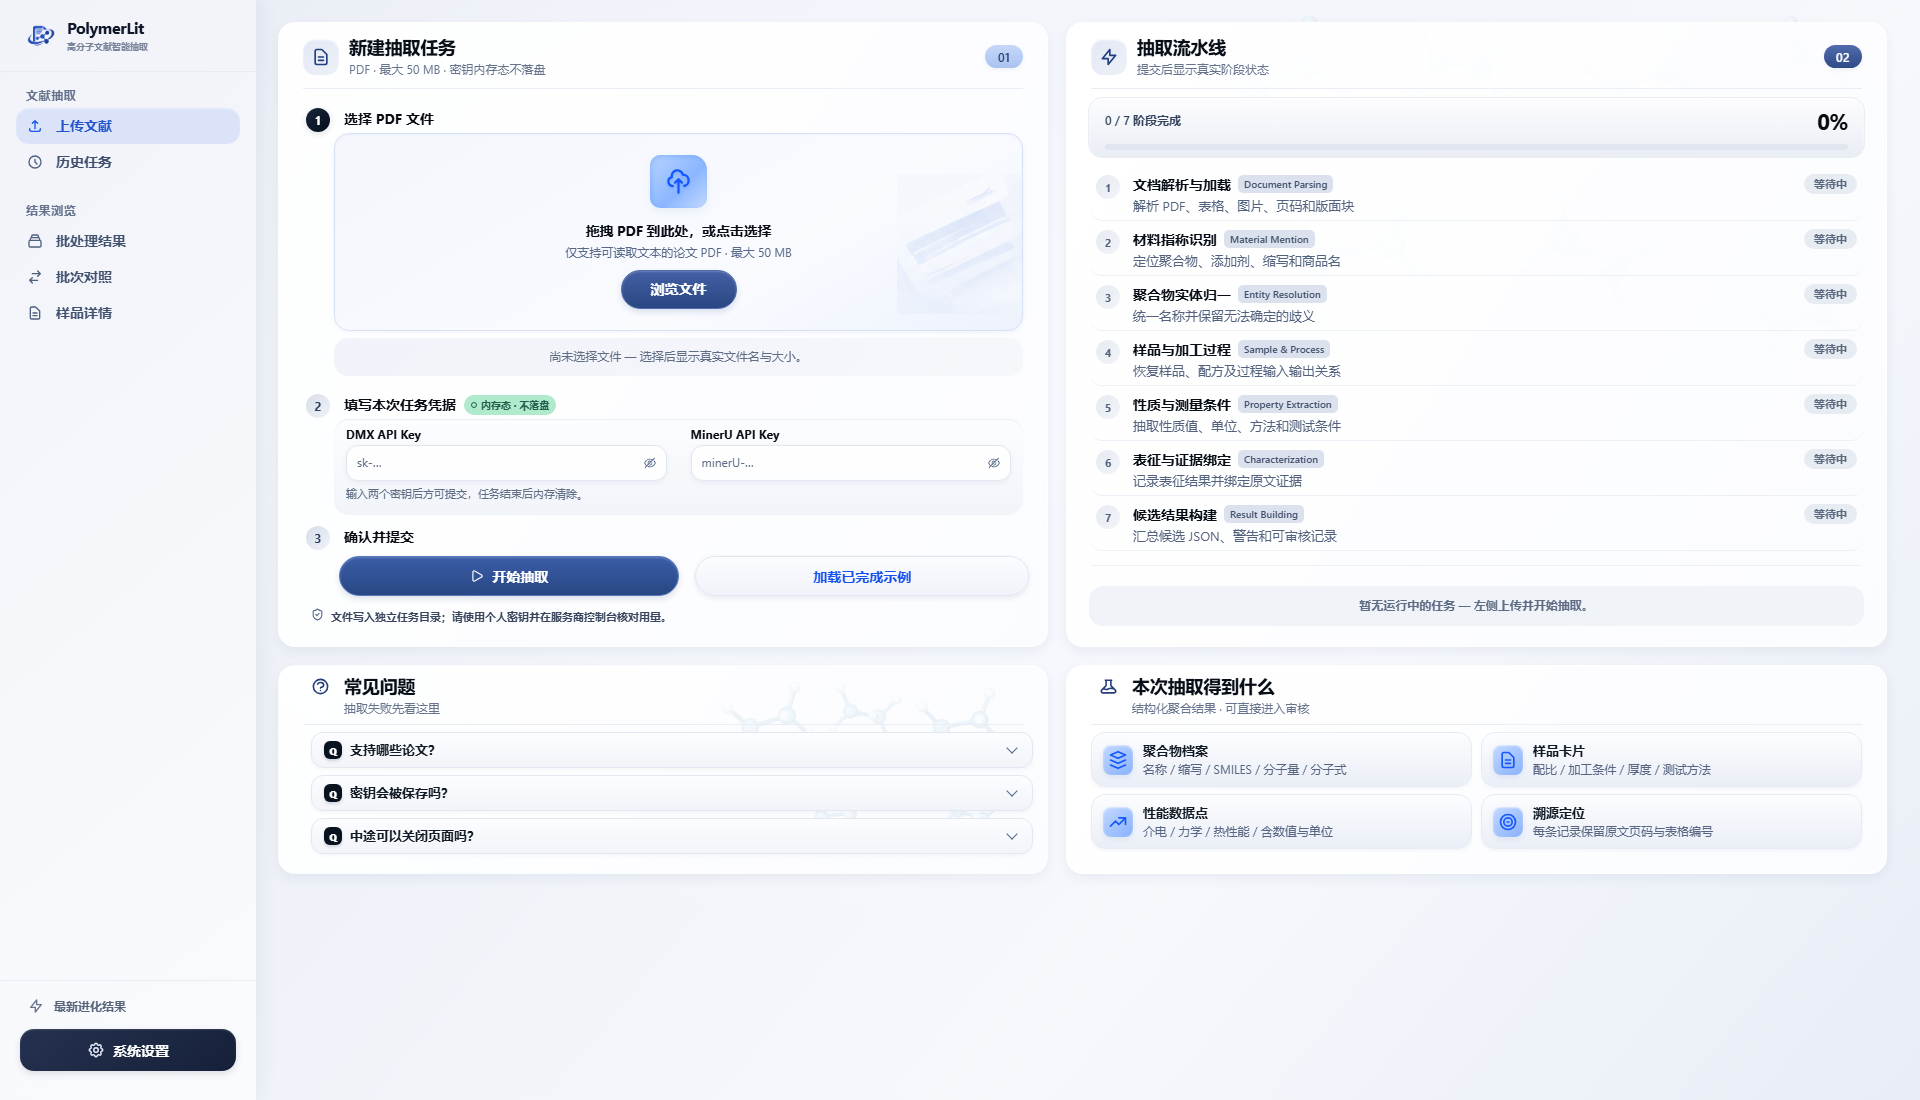 PolymerLit
高分子文献智能抽取
文献抽取
上传文献
历史任务
结果浏览
批处理结果
批次对照
样品详情
最新进化结果
系统设置
新建抽取任务
PDF · 最大 50 MB · 密钥内存态不落盘
01
1 选择 PDF 文件
拖拽 PDF 到此处，或点击选择
仅支持可读取文本的论文 PDF · 最大 50 MB
浏览文件
尚未选择文件 — 选择后显示真实文件名与大小。
2 填写本次任务凭据 内存态 · 不落盘
DMX API Key MinerU API Key
sk-... minerU-...
输入两个密钥后方可提交，任务结束后内存清除。
3 确认并提交
开始抽取 加载已完成示例
文件写入独立任务目录；请使用个人密钥并在服务商控制台核对用量。
抽取流水线
提交后显示真实阶段状态
02
0 / 7 阶段完成 0%
1 文档解析与加载 Document Parsing 等待中
解析 PDF、表格、图片、页码和版面块
2 材料指称识别 Material Mention 等待中
定位聚合物、添加剂、缩写和商品名
3 聚合物实体归一 Entity Resolution 等待中
统一名称并保留无法确定的歧义
4 样品与加工过程 Sample & Process 等待中
恢复样品、配方及过程输入输出关系
5 性质与测量条件 Property Extraction 等待中
抽取性质值、单位、方法和测试条件
6 表征与证据绑定 Characterization 等待中
记录表征结果并绑定原文证据
7 候选结果构建 Result Building 等待中
汇总候选 JSON、警告和可审核记录
暂无运行中的任务 — 左侧上传并开始抽取。
常见问题
抽取失败先看这里
Q 支持哪些论文？
Q 密钥会被保存吗？
Q 中途可以关闭页面吗？
本次抽取得到什么
结构化聚合结果 · 可直接进入审核
聚合物档案
名称 / 缩写 / SMILES / 分子量 / 分子式
样品卡片
配比 / 加工条件 / 厚度 / 测试方法
性能数据点
介电 / 力学 / 热性能 / 含数值与单位
溯源定位
每条记录保留原文页码与表格编号